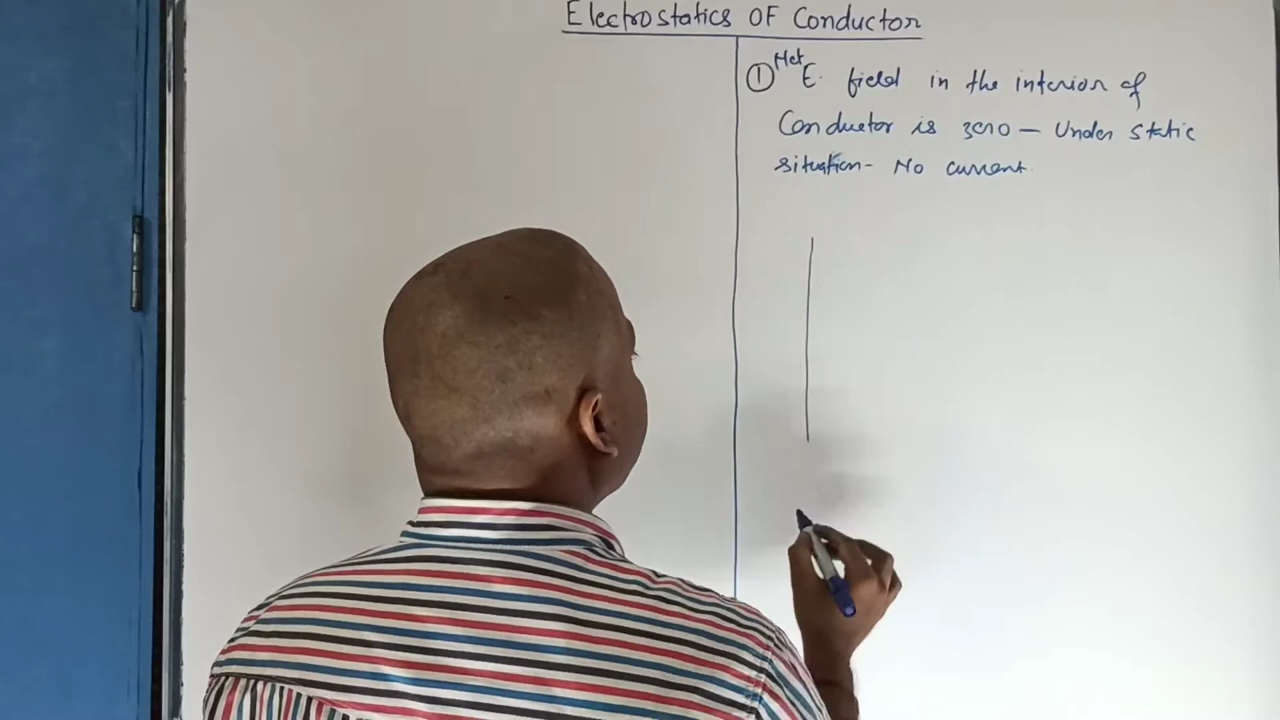 Electrostatics OF Conductor
① Net E. field in the interior of
Conductor is zero — Under static
situation- No current.